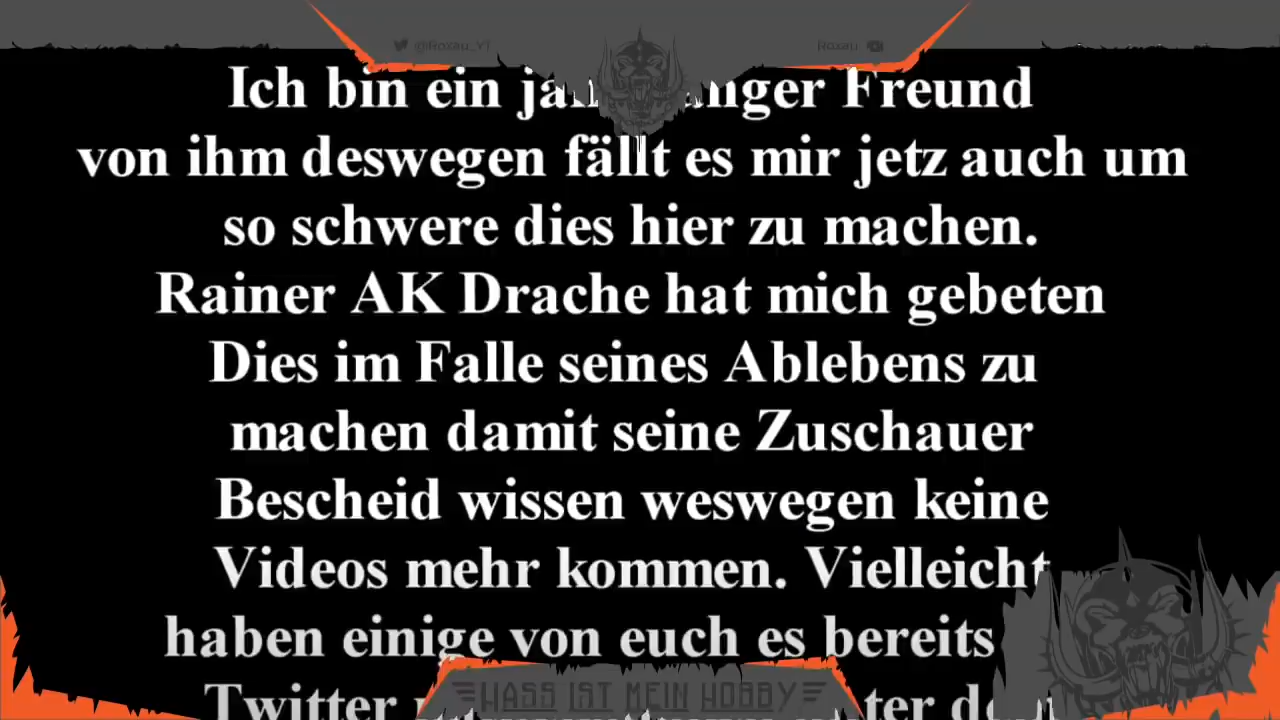 @Roxau_YT
Roxau
Ich bin ein Freund
von ihm deswegen fällt es mir jetz auch um
so schwere dies hier zu machen.
Rainer AK Drache hat mich gebeten
Dies im Falle seines Ablebens zu
machen damit seine Zuschauer
Bescheid wissen weswegen keine
Videos mehr kommen. Vielleicht
haben einige von euch es bereits
Twitter
HASS IST MEIN HOBBY